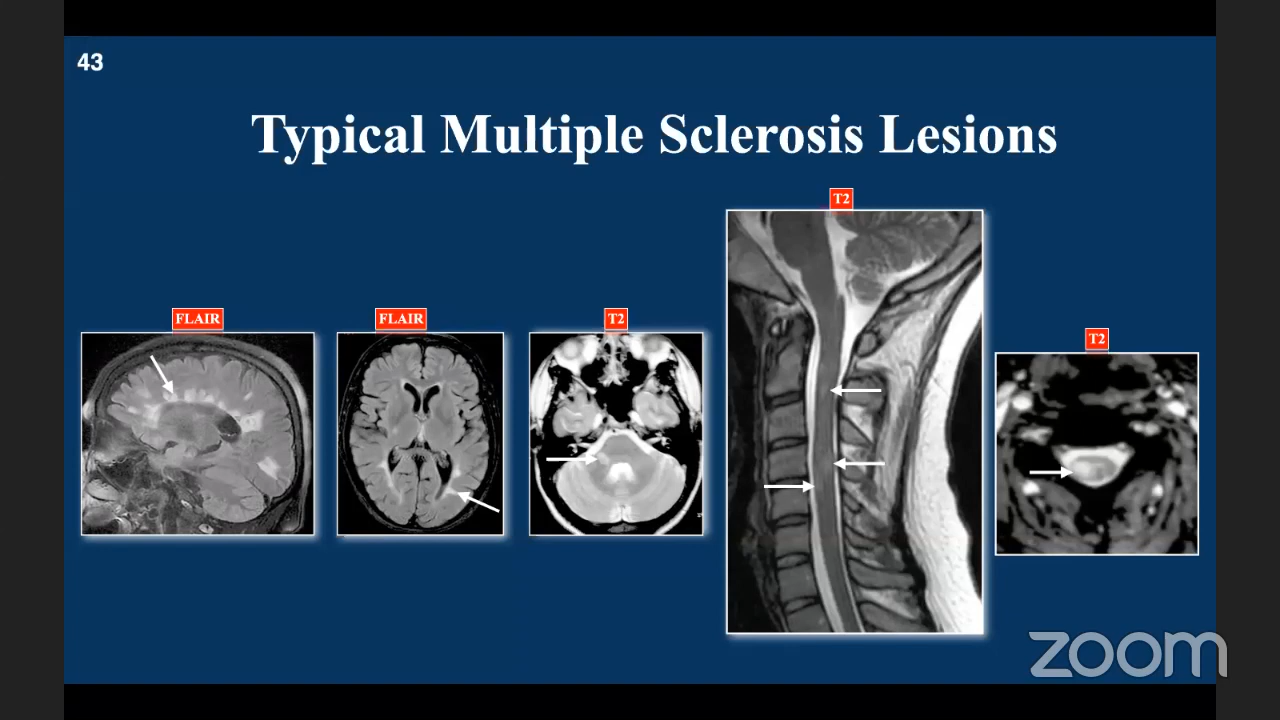 43
Typical Multiple Sclerosis Lesions
T2
FLAIR
FLAIR
T2
T2
zoom